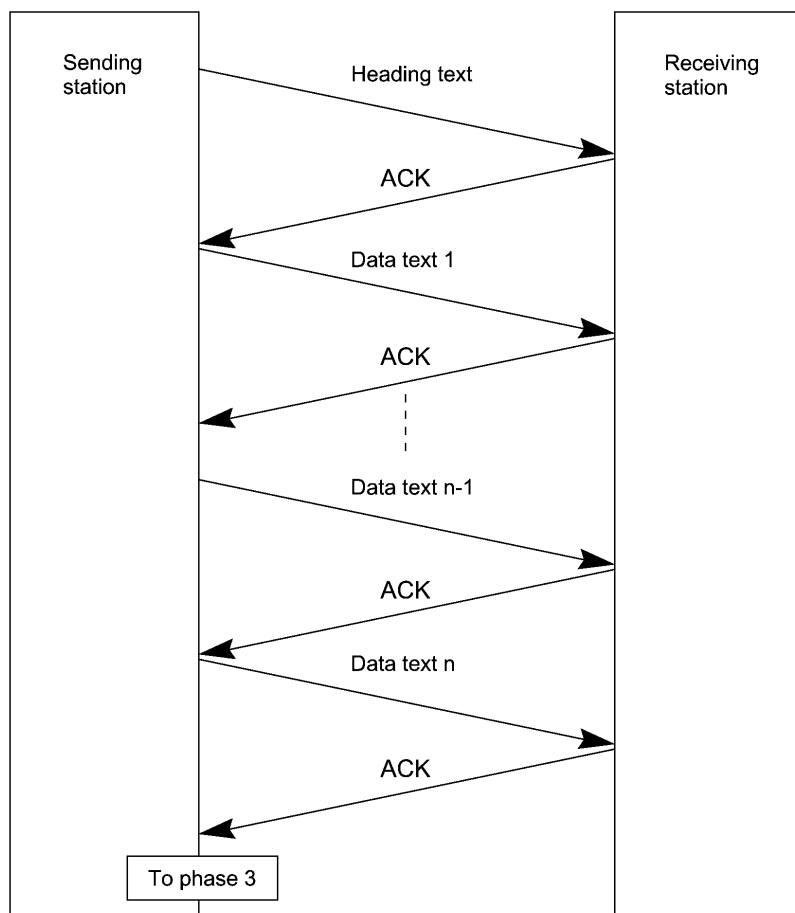 Sending
station
Heading text
Receiving
station
ACK
Data text 1
ACK
Data text n-1
ACK
Data text n
ACK
To phase 3